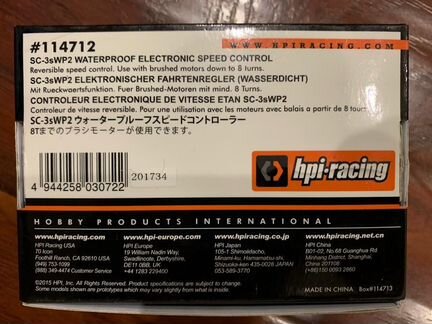 #114712
WWW.HPIRACING.COM
SC-3sWP2 WATERPROOF ELECTRONIC SPEED CONTROL
Reversible speed control. Use with brushed motors down to 8 turns.
SC-3sWP2 ELEKTRONISCHER FAHRTENREGLER (WASSERDICHT)
Mit Rueckwaertsfunktion. Fuer Brushed-Motoren mit mind. 8 Turns.
CONTROLEUR ELECTRONIQUE DE VITESSE ETAN SC-3sWP2
Controleur de vitesse reversible. Pour une utilisation avec les moteurs avec balais a partir de 8 tours.
SC-3sWP2 ウォータープルーフスピードコントローラー
8Tまでのブラシモーターが使用できます。
4 944258 030722
201734
hpi·racing
HOBBY PRODUCTS INTERNATIONAL
www.hpiracing.com
HPI Racing USA
70 Icon
Foothill Ranch, CA 92610 USA
(949) 753-1099
(888) 349-4474 Customer Service
www.hpi-europe.com
HPI Europe
19 William Nadin Way,
Swadlincote, Derbyshire,
DE11 0BB, UK
+44 - 1283 229400
www.hpiracing.co.jp
HPI Japan
105-1 Shimoidacho,
Minami-ku, Hamamatsu-shi,
Shizuoka-ken 435-0028 JAPAN
053-589-3770
www.hpiracing.net.cn
HPI China
B01-02, No.68 Guanghua Rd
Minhang District, Shanghai,
China 201108
(+86)150 0093 2860
©2015 HPI, Inc. All Rights Reserved. Product specifications are subject to change.
Some models shown are prototypes which may vary slightly from what is shown.
MADE IN CHINA
Box#114713